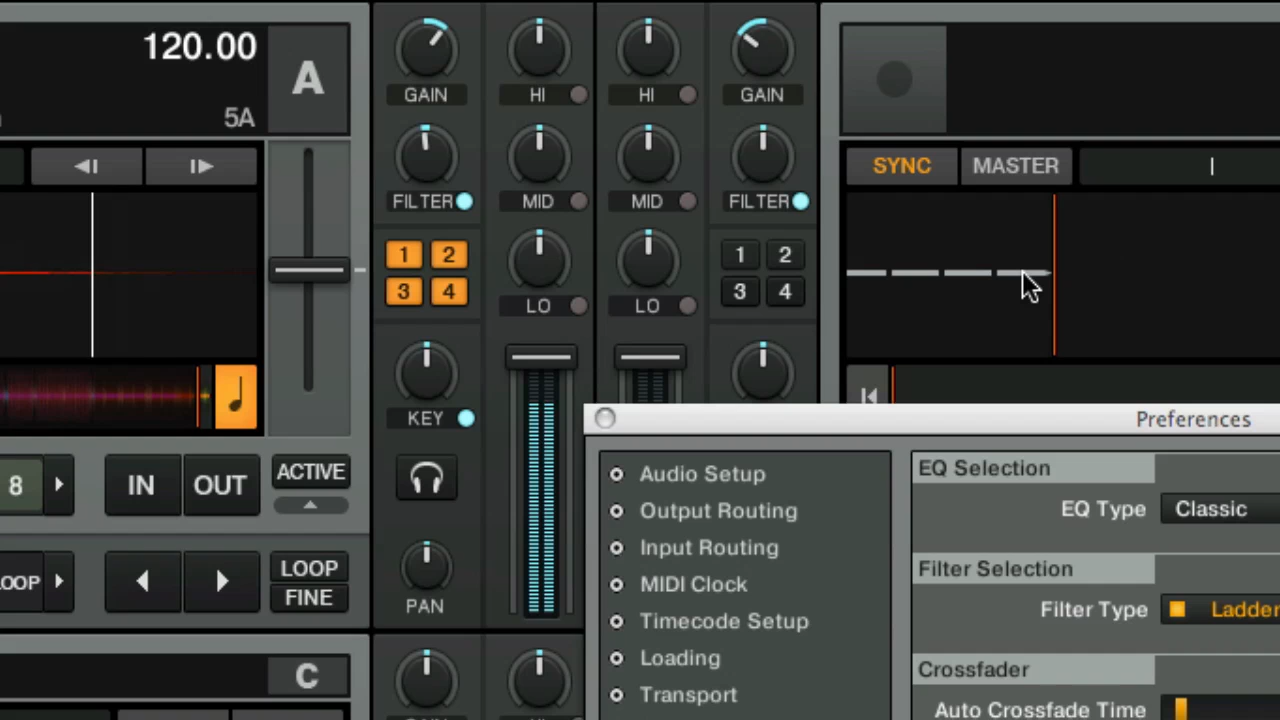 120.00
A
5A
GAIN
HI
HI
GAIN
SYNC
MASTER
FILTER
MID
MID
FILTER
1 2
3 4
1 2
3 4
LO
LO
KEY
8
IN
OUT
ACTIVE
LOOP
FINE
PAN
C
Preferences
Audio Setup
Output Routing
Input Routing
MIDI Clock
Timecode Setup
Loading
Transport
EQ Selection
EQ Type
Classic
Filter Selection
Filter Type
Ladder
Crossfader
Auto Crossfade Time